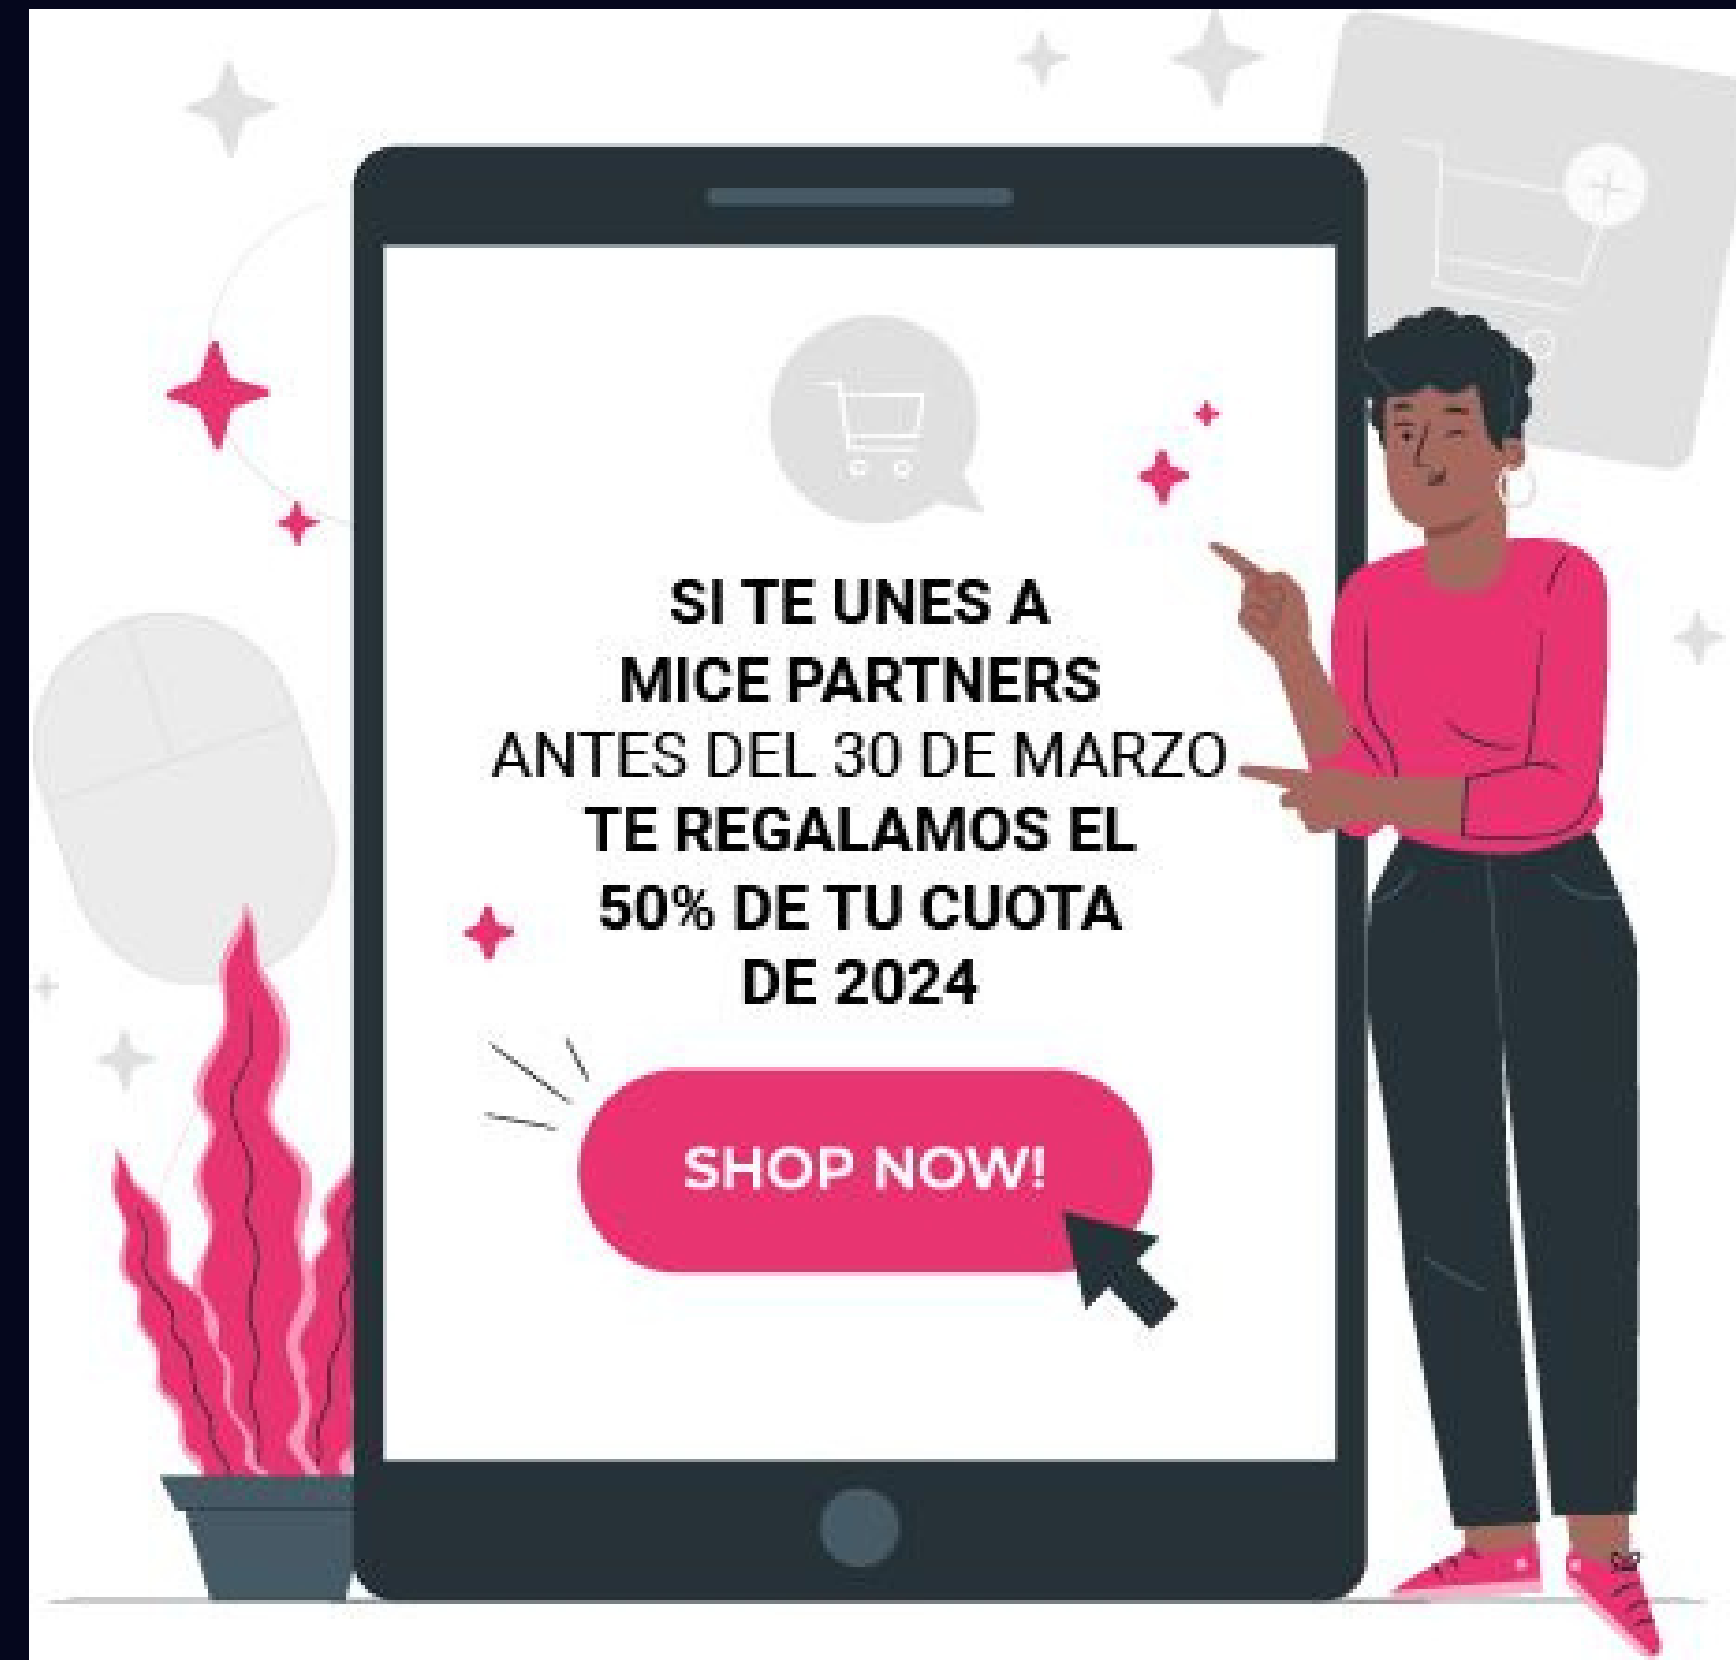 SI TE UNES A
MICE PARTNERS
ANTES DEL 30 DE MARZO
TE REGALAMOS EL
50% DE TU CUOTA
DE 2024
SHOP NOW!